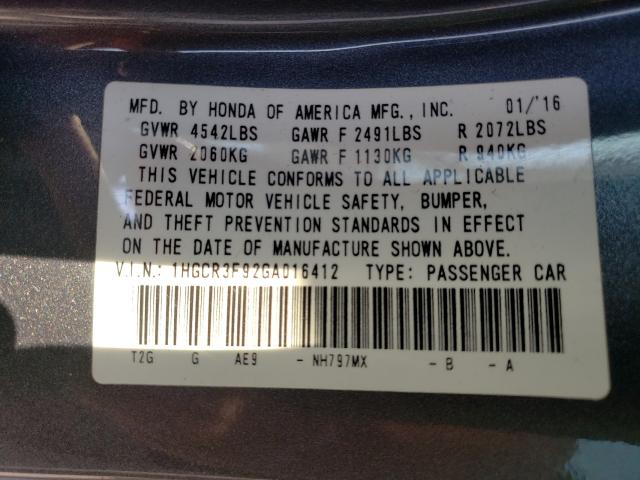 MFD. BY HONDA OF AMERICA MFG., INC. 01/'16
GVWR 4542LBS GAWR F 2491LBS R 2072LBS
GVWR 2060KG GAWR F 1130KG R 940KG
THIS VEHICLE CONFORMS TO ALL APPLICABLE
FEDERAL MOTOR VEHICLE SAFETY, BUMPER,
AND THEFT PREVENTION STANDARDS IN EFFECT
ON THE DATE OF MANUFACTURE SHOWN ABOVE.
V.I.N.: 1HGCR3F92GA016412 TYPE: PASSENGER CAR
T2G G AE9 - NH797MX - B - A